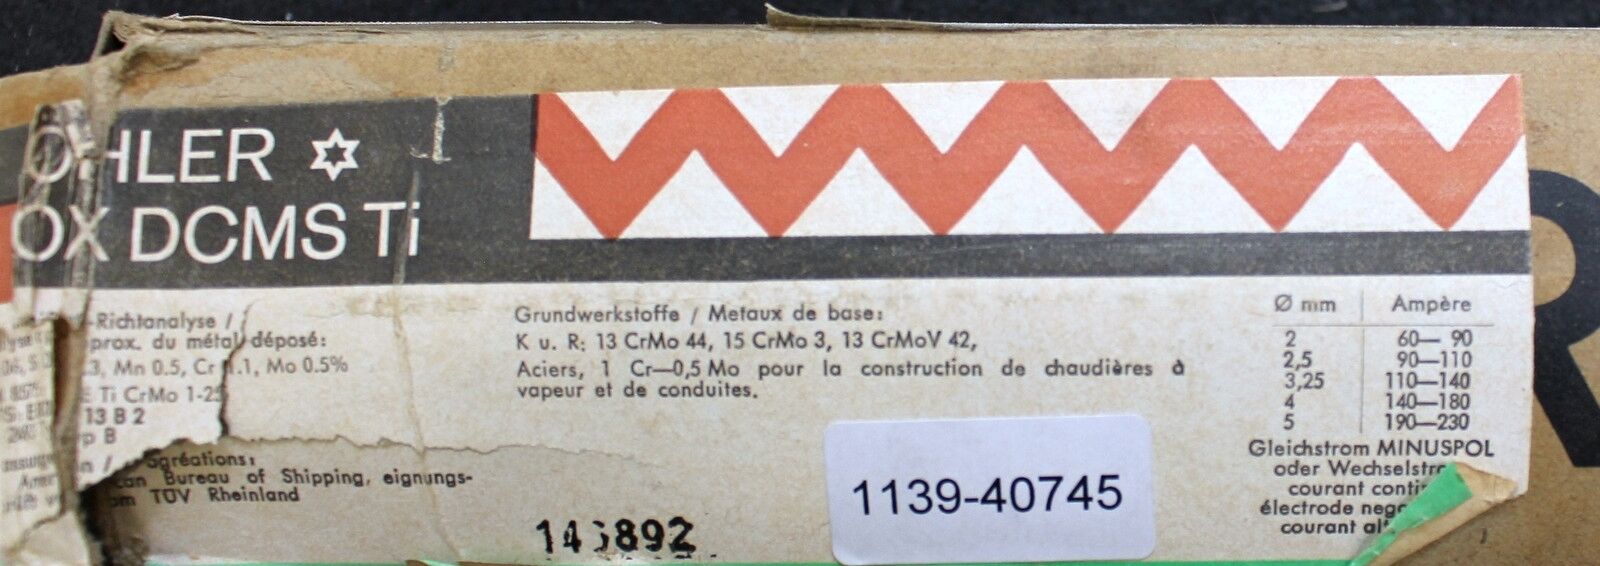 OHLER
OX DCMS Ti
-Richtanalyse /
prox. du métal déposé:
.3, Mn 0.5, Cr 1.1, Mo 0.5%
E Ti CrMo 1-25
13 B 2
p B
agréations:
can Bureau of Shipping, eignungs-
om TÜV Rheinland
Grundwerkstoffe / Metaux de base:
K u. R: 13 CrMo 44, 15 CrMo 3, 13 CrMoV 42,
Aciers, 1 Cr—0,5 Mo pour la construction de chaudières à
vapeur et de conduites.
Ø mm Ampère
2 60— 90
2,5 90—110
3,25 110—140
4 140—180
5 190—230
Gleichstrom MINUSPOL
oder Wechselstro
courant conti
électrode nega
courant alt
1139-40745
892
R